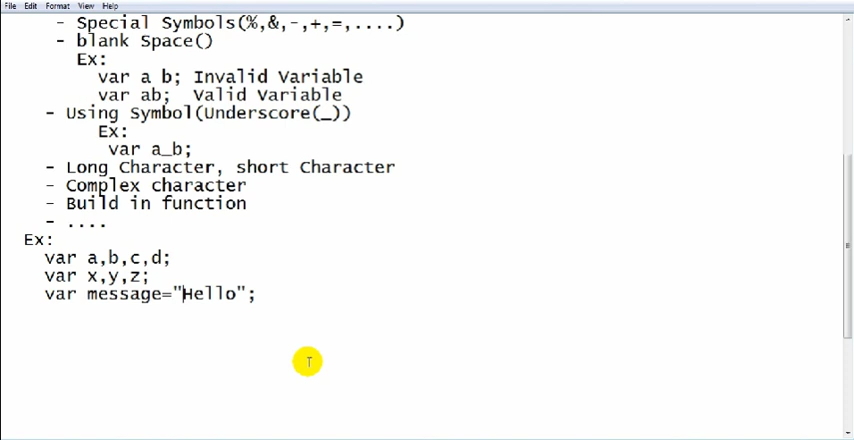 File Edit Format View Help
- Special Symbols(%,&,-,+,=,....)
- blank Space()
Ex:
var a b; Invalid Variable
var ab; Valid Variable
- Using Symbol(Underscore(_))
Ex:
var a_b;
- Long Character, short Character
- Complex character
- Build in function
- ....
Ex:
var a,b,c,d;
var x,y,z;
var message="Hello";